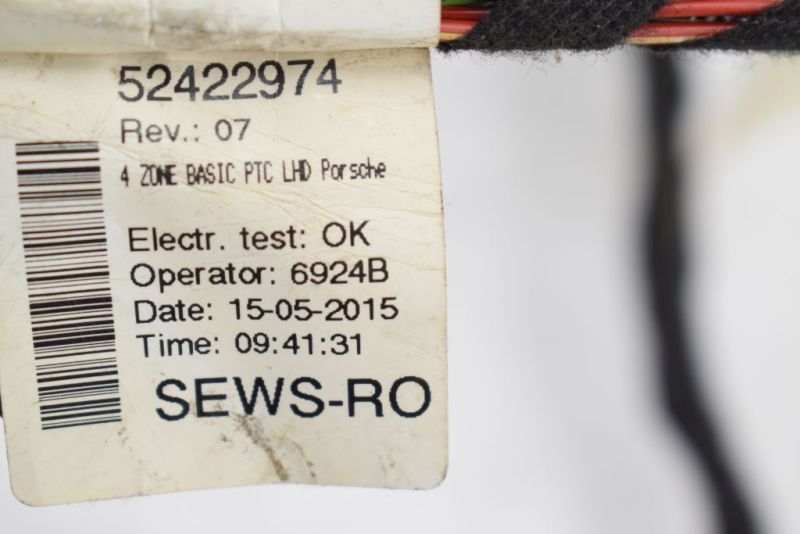 52422974
Rev.: 07
4 ZONE BASIC PTC LHD Porsche
Electr. test: OK
Operator: 6924B
Date: 15-05-2015
Time: 09:41:31
SEWS-RO